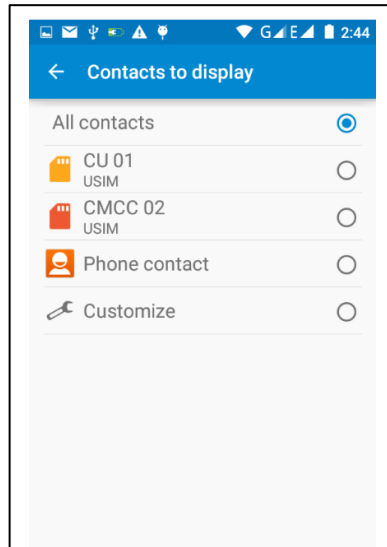 G E 2:44
Contacts to display
All contacts
CU 01
USIM
CMCC 02
USIM
Phone contact
Customize